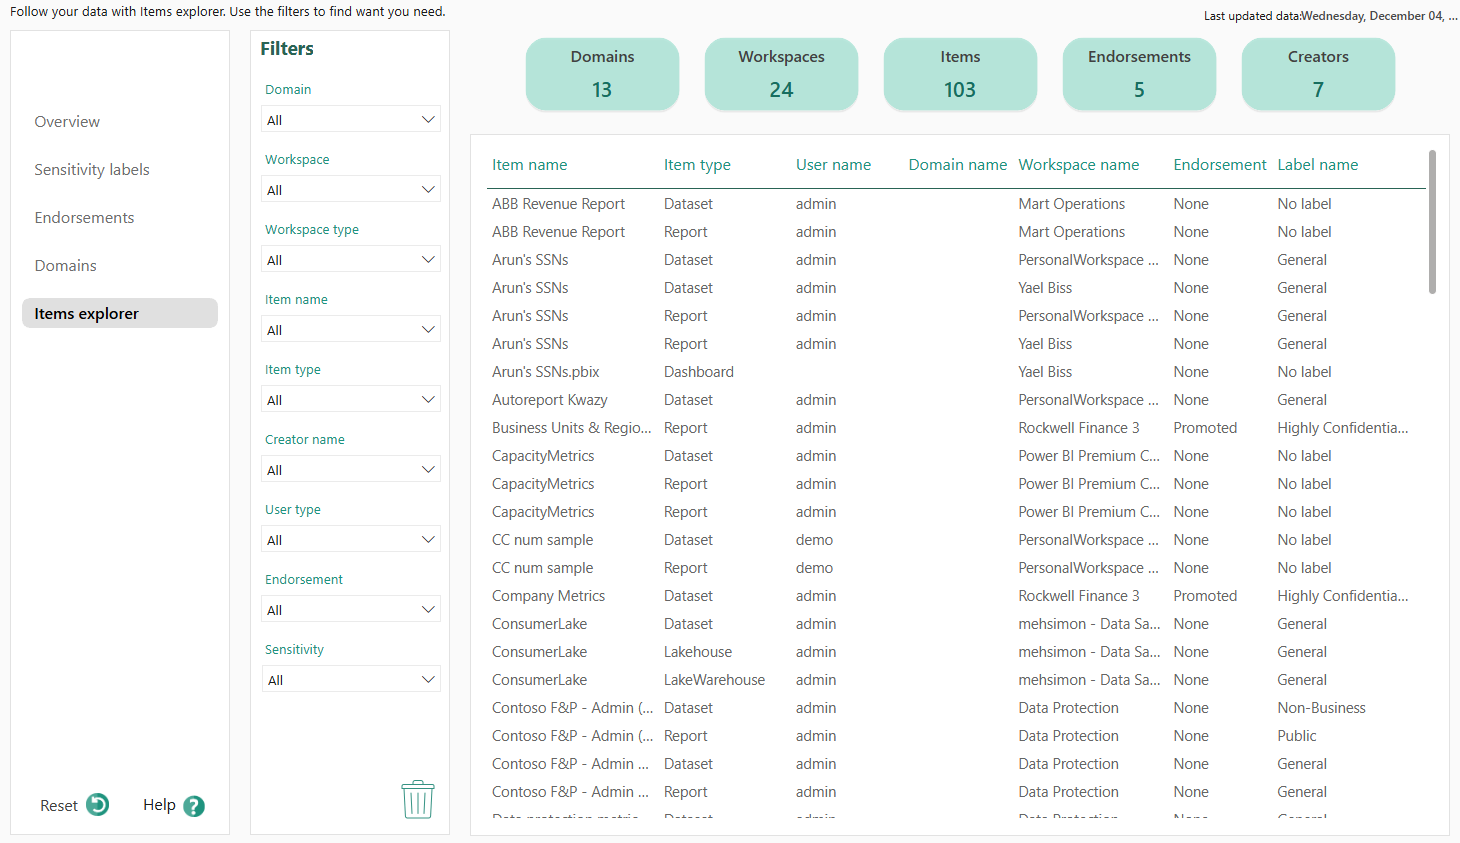 Follow your data with Items explorer. Use the filters to find want you need.
Last updated data:Wednesday, December 04, ...
Overview
Sensitivity labels
Endorsements
Domains
Items explorer
Reset
Help ?
Filters
Domain
All
Workspace
All
Workspace type
All
Item name
All
Item type
All
Creator name
All
User type
All
Endorsement
All
Sensitivity
All
Domains
13
Workspaces
24
Items
103
Endorsements
5
Creators
7
Item name Item type User name Domain name Workspace name Endorsement Label name
ABB Revenue Report Dataset admin Mart Operations None No label
ABB Revenue Report Report admin Mart Operations None No label
Arun's SSNs Dataset admin PersonalWorkspace ... None General
Arun's SSNs Dataset admin Yael Biss None General
Arun's SSNs Report admin PersonalWorkspace ... None General
Arun's SSNs Report admin Yael Biss None General
Arun's SSNs.pbix Dashboard Yael Biss None No label
Autoreport Kwazy Dataset admin PersonalWorkspace ... None General
Business Units & Regio... Report admin Rockwell Finance 3 Promoted Highly Confidentia...
CapacityMetrics Dataset admin Power BI Premium C... None No label
CapacityMetrics Report admin Power BI Premium C... None No label
CapacityMetrics Report admin Power BI Premium C... None No label
CC num sample Dataset demo PersonalWorkspace ... None No label
CC num sample Report demo PersonalWorkspace ... None No label
Company Metrics Dataset admin Rockwell Finance 3 Promoted Highly Confidentia...
ConsumerLake Dataset admin mehsimon - Data Sa... None General
ConsumerLake Lakehouse admin mehsimon - Data Sa... None General
ConsumerLake LakeWarehouse admin mehsimon - Data Sa... None General
Contoso F&P - Admin (... Dataset admin Data Protection None Non-Business
Contoso F&P - Admin (... Report admin Data Protection None Public
Contoso F&P - Admin ... Dataset admin Data Protection None General
Contoso F&P - Admin ... Report admin Data Protection None General